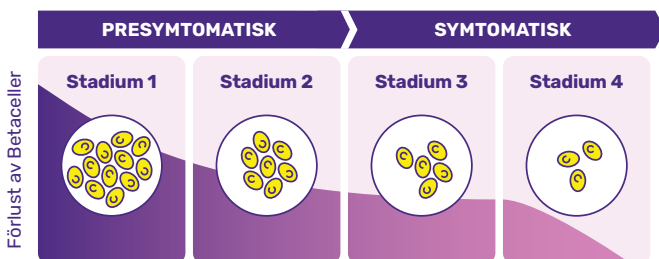 PRESYMTOMATISK
SYMTOMATISK
Stadium 1
Stadium 2
Stadium 3
Stadium 4
Förlust av Betaceller